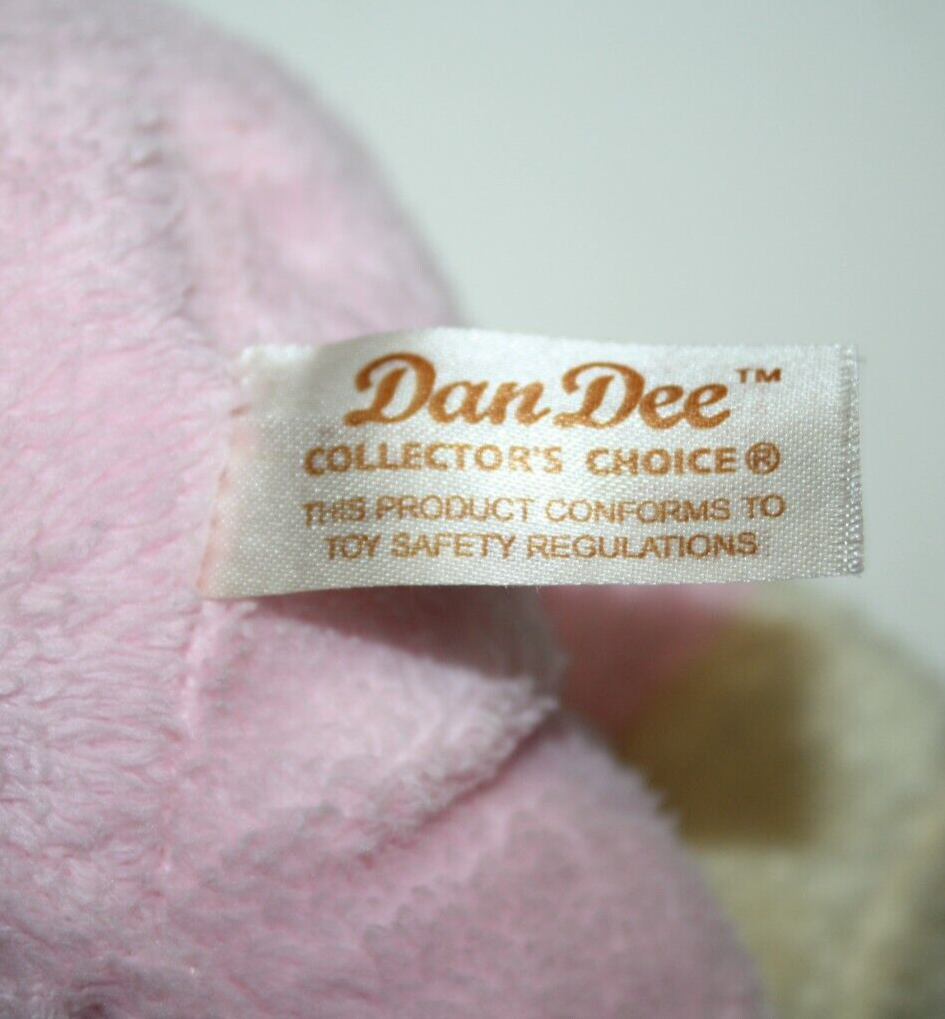 Dan Dee™
COLLECTOR'S CHOICE®
THIS PRODUCT CONFORMS TO
TOY SAFETY REGULATIONS